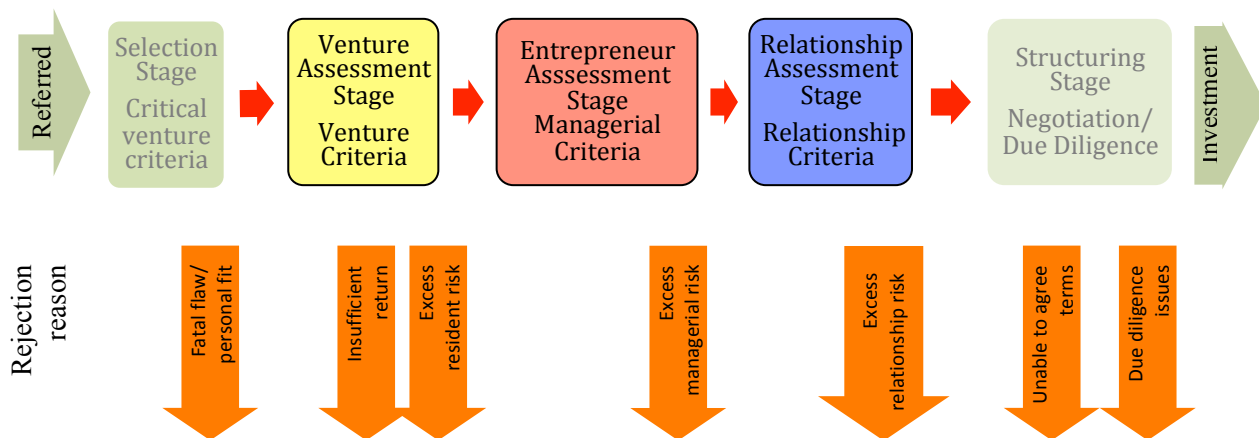 Referred
Selection
Stage
Critical
venture
criteria
Venture
Assessment
Stage
Venture
Criteria
Entrepreneur
Asssessment
Stage
Managerial
Criteria
Relationship
Assessment
Stage
Relationship
Criteria
Structuring
Stage
Negotiation/
Due Diligence
Investment
Rejection
reason
Fatal flaw/
personal fit
Insufficient
return
Excess
resident risk
Excess
managerial risk
Excess
relationship risk
Unable to agree
terms
Due diligence
issues